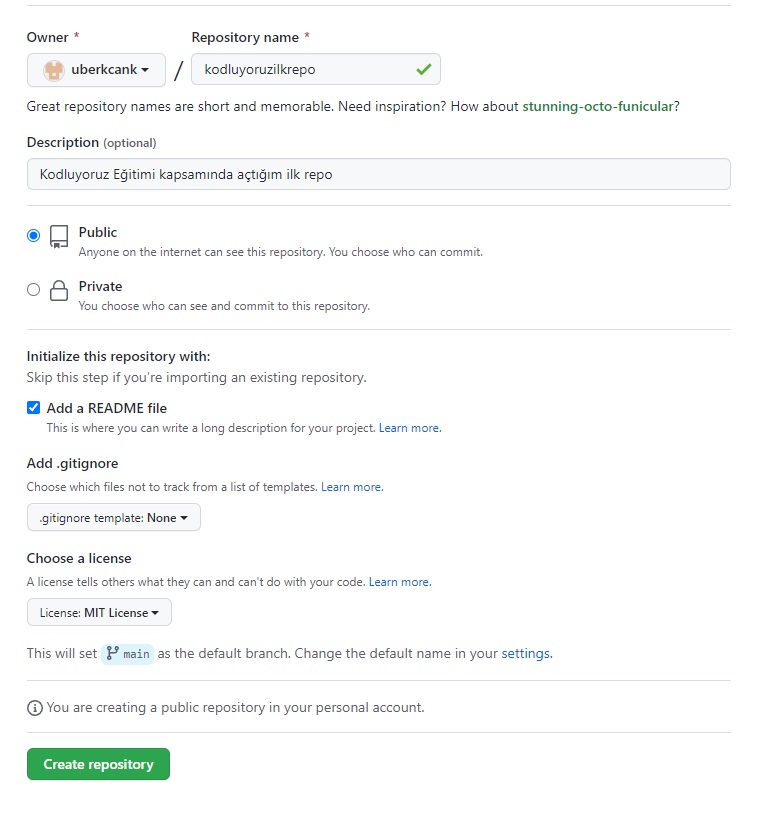 Owner * Repository name *
uberkcank / kodluyoruzilkrepo
Great repository names are short and memorable. Need inspiration? How about stunning-octo-funicular?
Description (optional)
Kodluyoruz Eğitimi kapsamında açtığım ilk repo
Public
Anyone on the internet can see this repository. You choose who can commit.
Private
You choose who can see and commit to this repository.
Initialize this repository with:
Skip this step if you're importing an existing repository.
Add a README file
This is where you can write a long description for your project. Learn more.
Add .gitignore
Choose which files not to track from a list of templates. Learn more.
.gitignore template: None
Choose a license
A license tells others what they can and can't do with your code. Learn more.
License: MIT License
This will set main as the default branch. Change the default name in your settings.
You are creating a public repository in your personal account.
Create repository